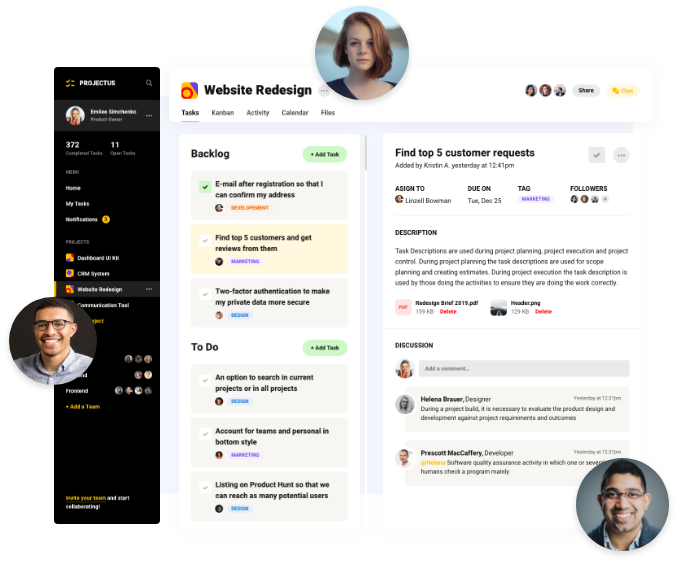 PROJECTUS
Emilee Simchenko
Product Owner
372
11
Completed Tasks
Open Tasks
MENU
Home
My Tasks
Notifications
3
PROJECTS
Dashboard UI Kit
CRM System
Website Redesign
Communication Tool
Frontend
+ Add a Team
Invite your team and start
collaborating!
Website Redesign
Share
Chat
Tasks
Kanban
Activity
Calendar
Files
Backlog
+ Add Task
E-mail after registration so that I
can confirm my address
DEVELOPEMENT
Find top 5 customers and get
reviews from them
MARKETING
Two-factor authentication to make
my private data more secure
DESIGN
To Do
+ Add Task
An option to search in current
projects or in all projects
DESIGN
Account for teams and personal in
bottom style
MARKETING
Listing on Product Hunt so that we
can reach as many potential users
DESIGN
Find top 5 customer requests
Added by Kristin A. yesterday at 12:41pm
ASIGN TO
DUE ON
TAG
FOLLOWERS
Linzell Bowman
Tue, Dec 25
MARKETING
DESCRIPTION
Task Descriptions are used during project planning, project execution and project
control. During project planning the task descriptions are used for scope
planning and creating estimates. During project execution the task description is
used by those doing the activities to ensure they are doing the work correctly.
PDF
Redesign Brief 2019.pdf
159 KB Delete
Header.png
129 KB Delete
DISCUSSION
Add a comment...
Helena Brauer, Designer
Yesterday at 12:37pm
During a project build, it is necessary to evaluate the product design and
development against project requirements and outcomes
Prescott MacCaffery, Developer
Yesterday at 12:37pm
@Helena Software quality assurance activity in which one or several
humans check a program mainly